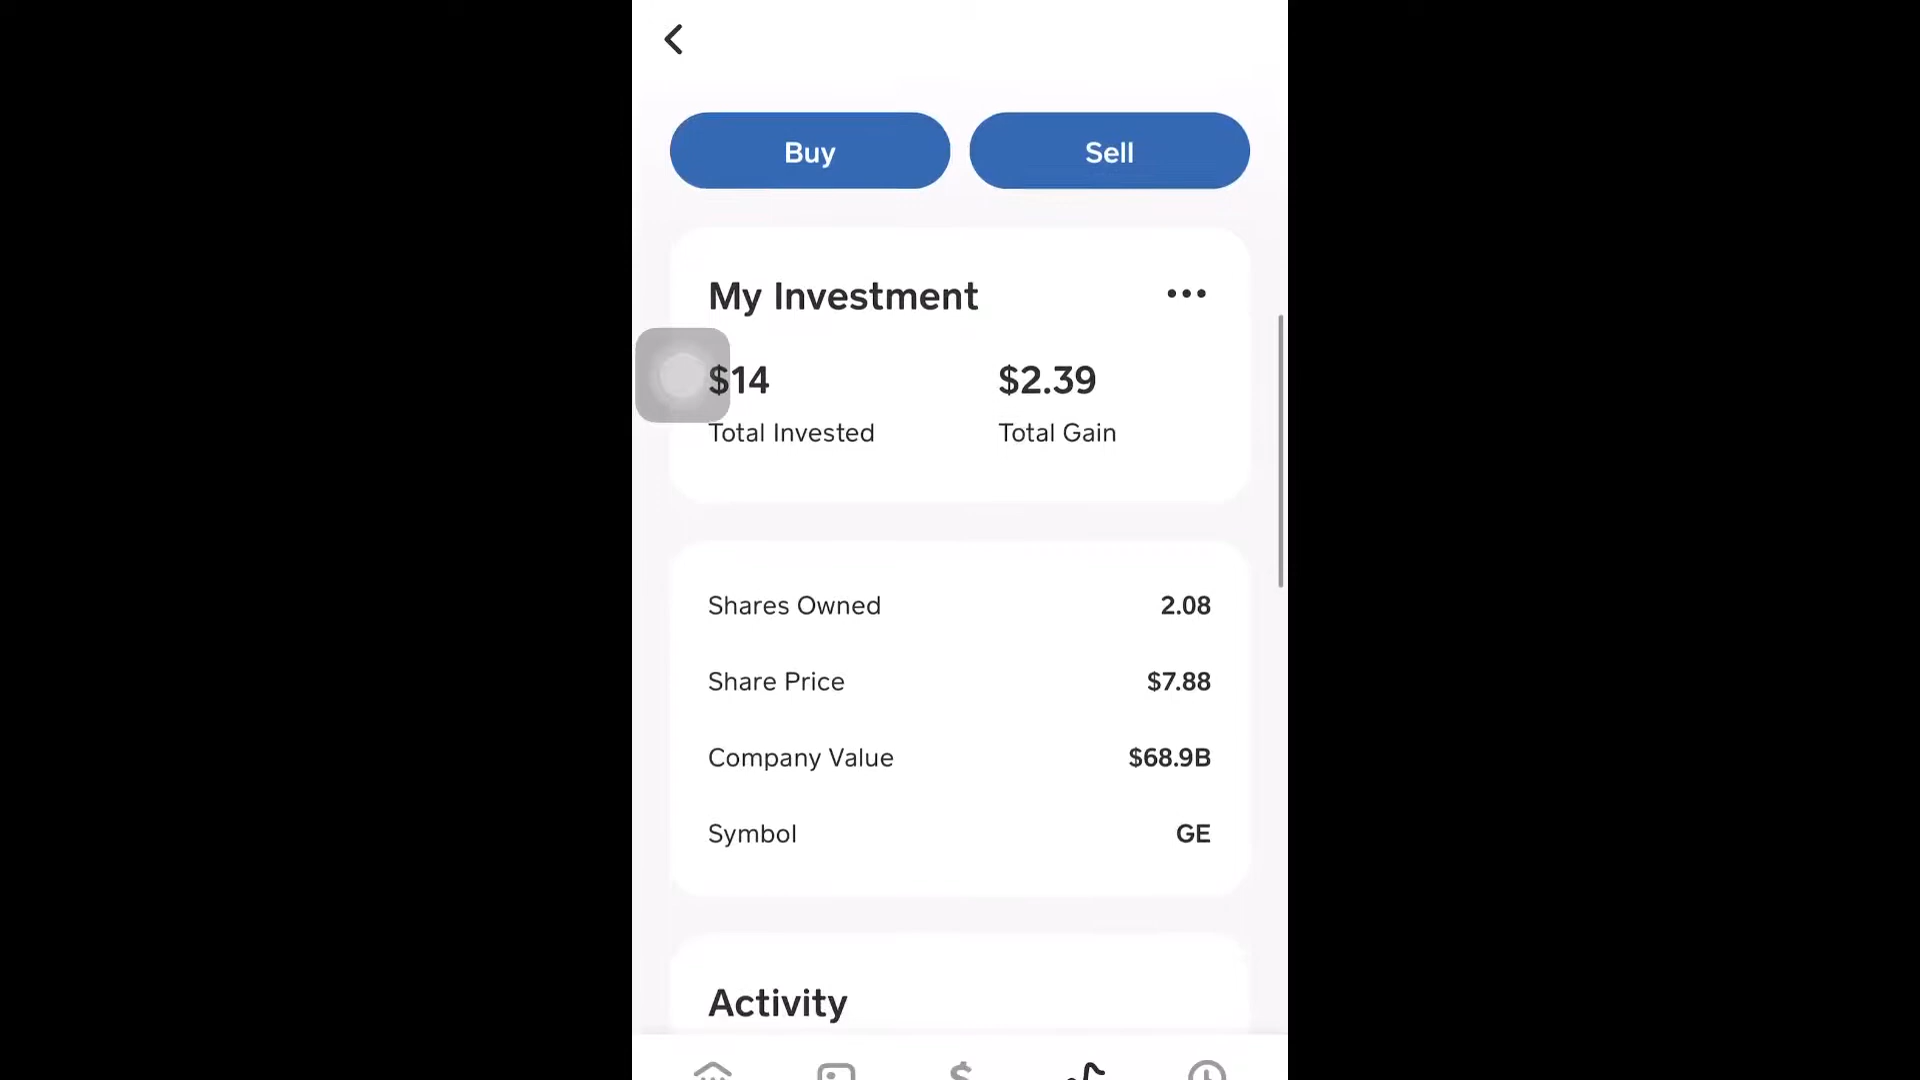 Buy
Sell
My Investment
$14
$2.39
Total Invested
Total Gain
Shares Owned
2.08
Share Price
$7.88
Company Value
$68.9B
Symbol
GE
Activity
$